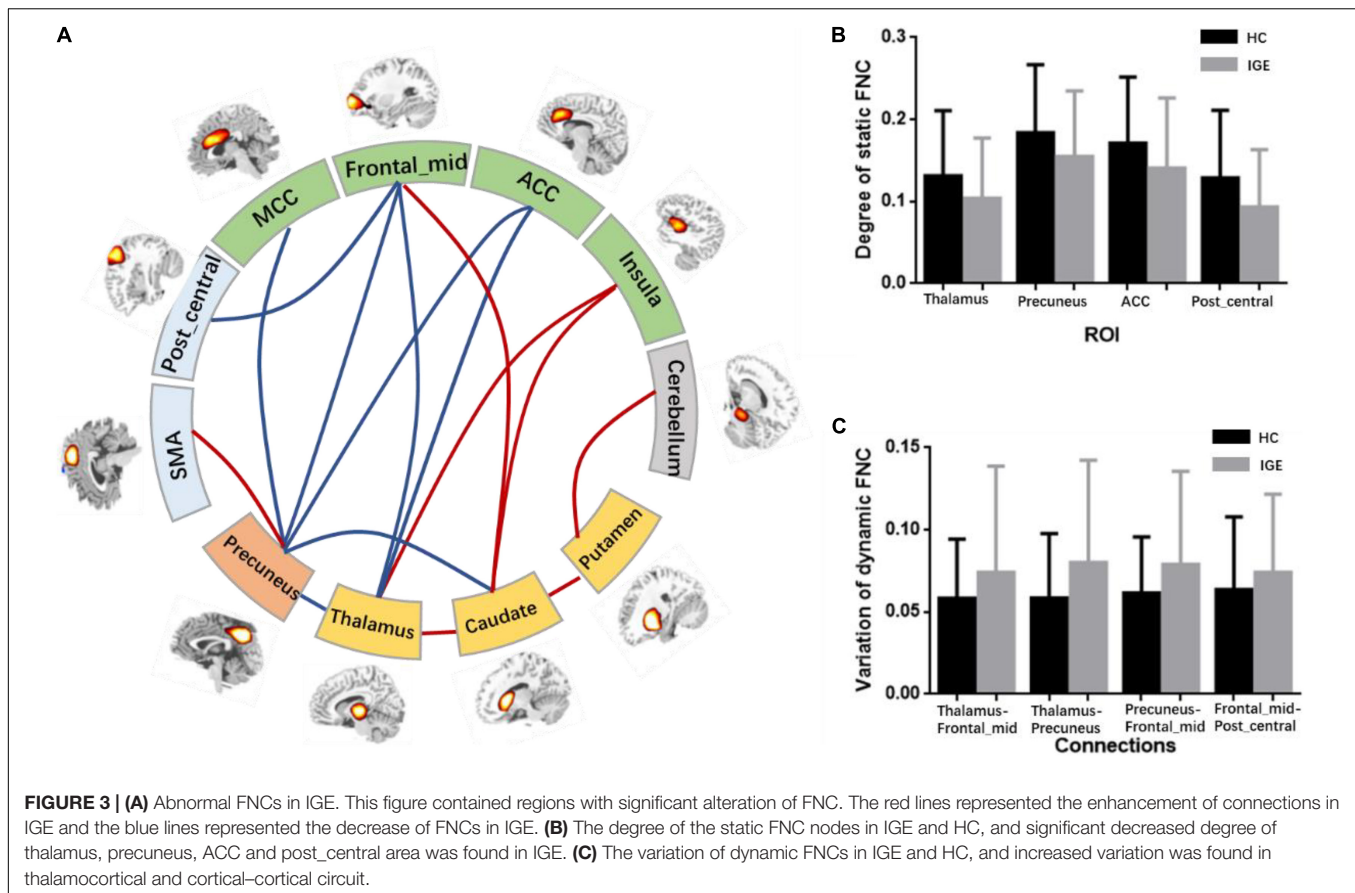 A
MCC
Frontal_mid
ACC
Insula
Cerebellum
Putamen
Caudate
Thalamus
Precuneus
SMA
Post_central
B
HC
IGE
Degree of static FNC
0.3
0.2
0.1
0.0
Thalamus
Precuneus
ACC
Post_central
ROI
C
HC
IGE
Variation of dynamic FNC
0.15
0.10
0.05
0.00
Thalamus-
Frontal_mid
Thalamus-
Precuneus
Precuneus-
Frontal_mid
Frontal_mid-
Post_central
Connections
FIGURE 3 | (A) Abnormal FNCs in IGE. This figure contained regions with significant alteration of FNC. The red lines represented the enhancement of connections in
IGE and the blue lines represented the decrease of FNCs in IGE. (B) The degree of the static FNC nodes in IGE and HC, and significant decreased degree of
thalamus, precuneus, ACC and post_central area was found in IGE. (C) The variation of dynamic FNCs in IGE and HC, and increased variation was found in
thalamocortical and cortical–cortical circuit.